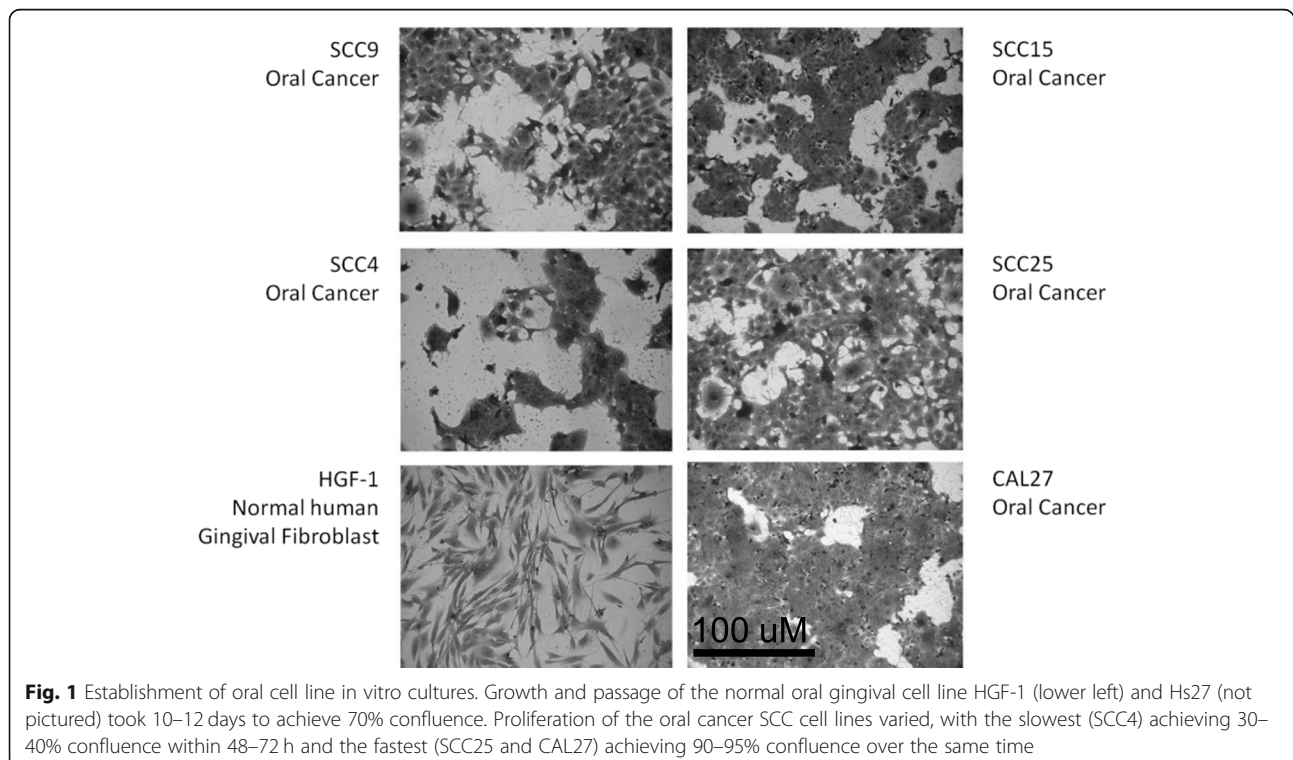 SCC9
Oral Cancer
SCC15
Oral Cancer
SCC4
Oral Cancer
SCC25
Oral Cancer
HGF-1
Normal human
Gingival Fibroblast
CAL27
Oral Cancer
100 uM
Fig. 1 Establishment of oral cell line in vitro cultures. Growth and passage of the normal oral gingival cell line HGF-1 (lower left) and Hs27 (not
pictured) took 10–12 days to achieve 70% confluence. Proliferation of the oral cancer SCC cell lines varied, with the slowest (SCC4) achieving 30–
40% confluence within 48–72 h and the fastest (SCC25 and CAL27) achieving 90–95% confluence over the same time